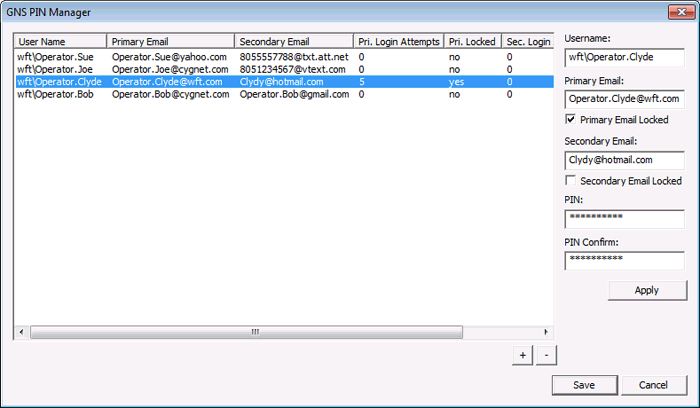 GNS PIN Manager
User Name Primary Email Secondary Email Pri. Login Attempts Pri. Locked Sec. Login
wft\Operator.Sue Operator.Sue@yahoo.com 8055557788@txt.att.net 0 no 0
wft\Operator.Joe Operator.Joe@cygnet.com 8051234567@vtext.com 0 no 0
wft\Operator.Clyde Operator.Clyde@wft.com Clydy@hotmail.com 5 yes 0
wft\Operator.Bob Operator.Bob@cygnet.com Operator.Bob@gmail.com 0 no 0
Username:
wft\Operator.Clyde
Primary Email:
Operator.Clyde@wft.com
Primary Email Locked
Secondary Email:
Clydy@hotmail.com
Secondary Email Locked
PIN:
**********
PIN Confirm:
**********
Apply
+ -
Save Cancel